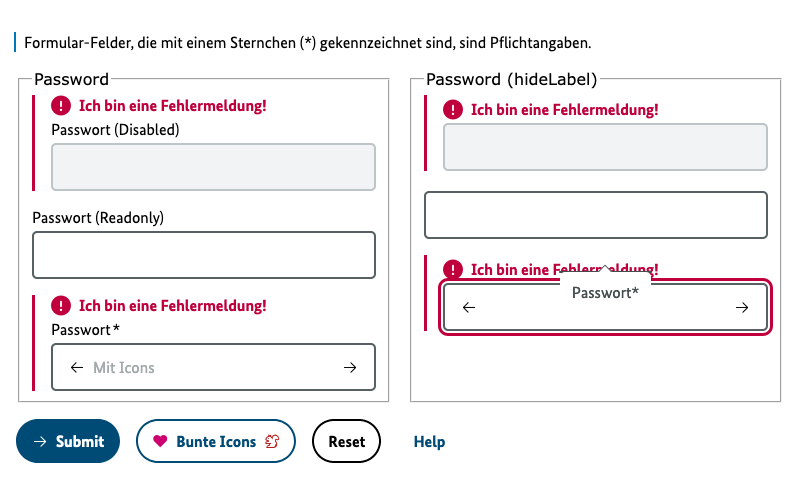 Formular-Felder, die mit einem Sternchen (*) gekennzeichnet sind, sind Pflichtangaben.
Password
Ich bin eine Fehlermeldung!
Passwort (Disabled)
Passwort (Readonly)
Ich bin eine Fehlermeldung!
Passwort*
Mit Icons
Password (hideLabel)
Ich bin eine Fehlermeldung!
Ich bin eine Fehlermeldung!
Passwort*
Submit
Bunte Icons
Reset
Help